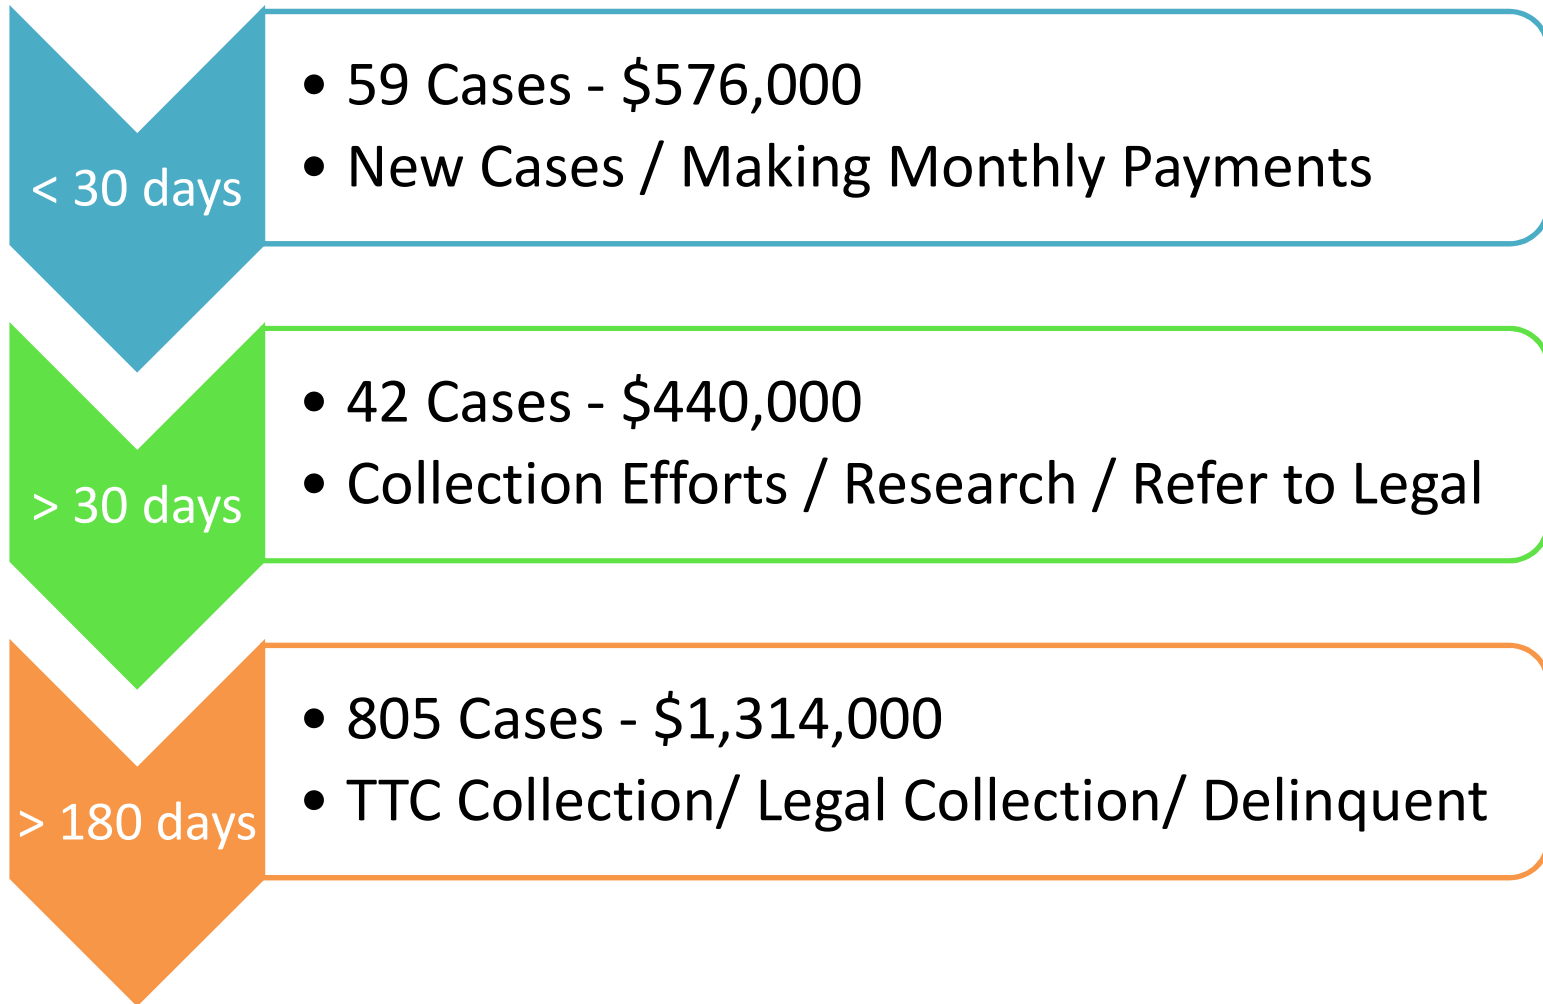 < 30 days
• 59 Cases - $576,000
• New Cases / Making Monthly Payments
> 30 days
• 42 Cases - $440,000
• Collection Efforts / Research / Refer to Legal
> 180 days
• 805 Cases - $1,314,000
• TTC Collection/ Legal Collection/ Delinquent